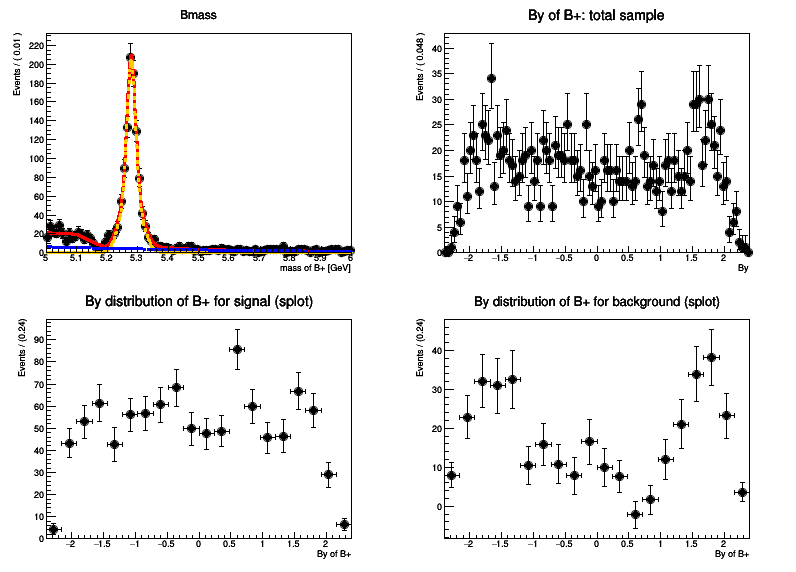 Bmass
Events / ( 0.01 )
220
200
180
160
140
120
100
80
60
40
20
0
5 5.1 5.2 5.3 5.4 5.5 5.6 5.7 5.8 5.9 6
mass of B+ [GeV]
By of B+: total sample
Events / ( 0.048 )
40
35
30
25
20
15
10
5
0
−2 −1.5 −1 −0.5 0 0.5 1 1.5 2
By
By distribution of B+ for signal (splot)
Events / (0.24)
90
80
70
60
50
40
30
20
10
0
−2 −1.5 −1 −0.5 0 0.5 1 1.5 2
By of B+
By distribution of B+ for background (splot)
Events / (0.24)
40
30
20
10
0
−2 −1.5 −1 −0.5 0 0.5 1 1.5 2
By of B+